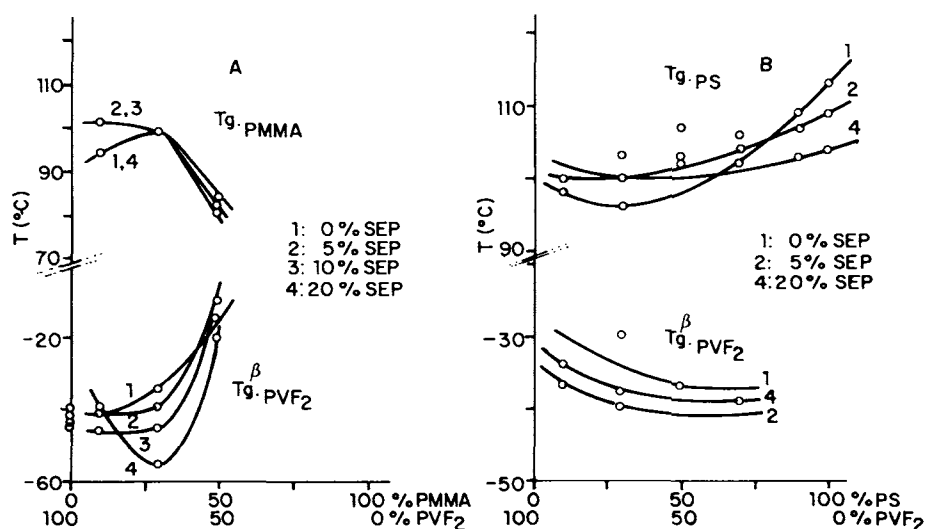 A
B
Tg.PMMA
Tg.PS
T (°C)
110
90
70
-20
-60
2,3
1,4
1: 0 % SEP
2: 5 % SEP
3: 10 % SEP
4: 20 % SEP
1
2
3
4
Tg.PVF2 β
0 50 100 % PMMA
100 50 0 % PVF2
T (°C)
110
90
-30
-50
1
2
4
1: 0 % SEP
2: 5 % SEP
4: 20 % SEP
Tg.PVF2 β
1
4
2
0 50 100 % PS
100 50 0 % PVF2